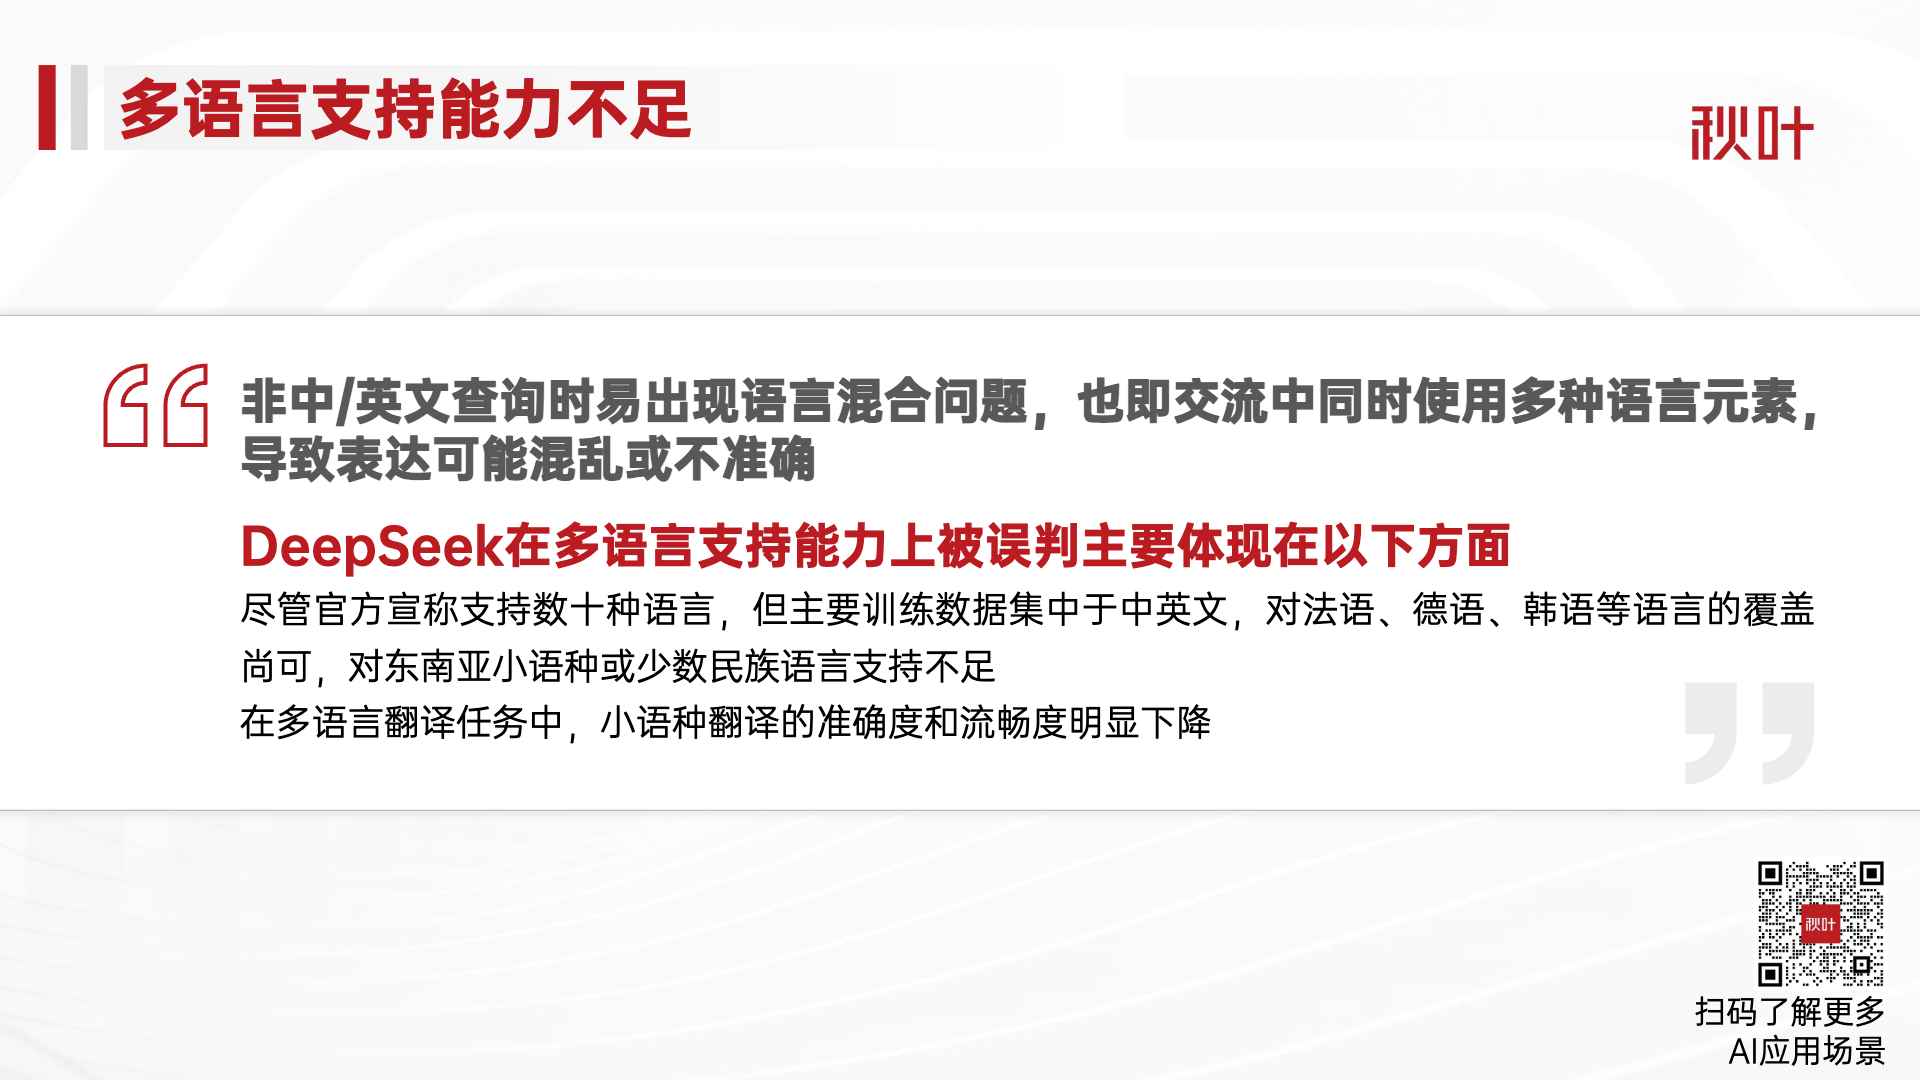 多语言支持能力不足
秋叶
非中/英文查询时易出现语言混合问题，也即交流中同时使用多种语言元素，
导致表达可能混乱或不准确
DeepSeek在多语言支持能力上被误判主要体现在以下方面
尽管官方宣称支持数十种语言，但主要训练数据集中于中英文，对法语、德语、韩语等语言的覆盖
尚可，对东南亚小语种或少数民族语言支持不足
在多语言翻译任务中，小语种翻译的准确度和流畅度明显下降
秋叶
扫码了解更多
AI应用场景